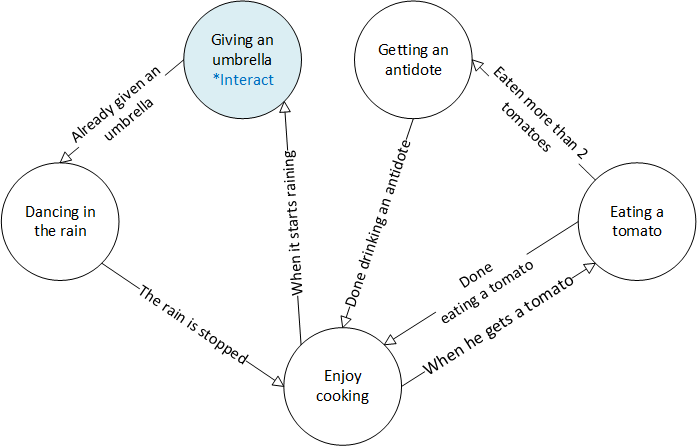 Giving an
umbrella
*Interact
Getting an
antidote
Already given an
umbrella
Eaten more than 2
tomatoes
When it starts raining
Done drinking an antidote
Dancing in
the rain
Eating a
tomato
Done
eating a tomato
The rain is stopped
When he gets a tomato
Enjoy
cooking